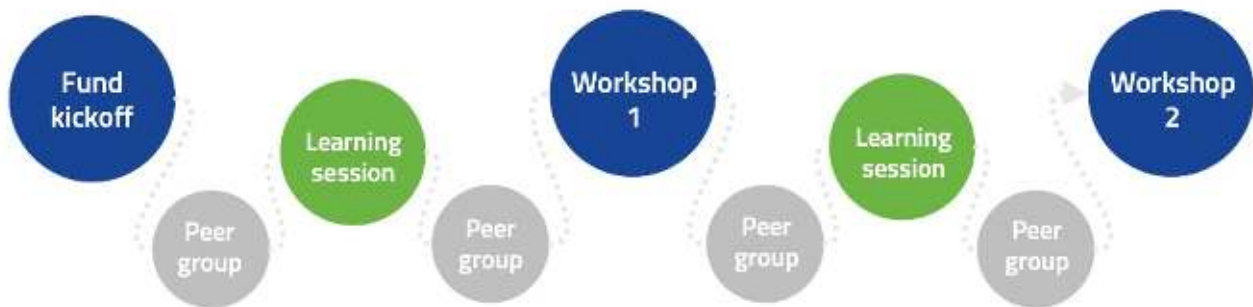 Fund
kickoff
Peer
group
Learning
session
Peer
group
Workshop
1
Peer
group
Learning
session
Peer
group
Workshop
2